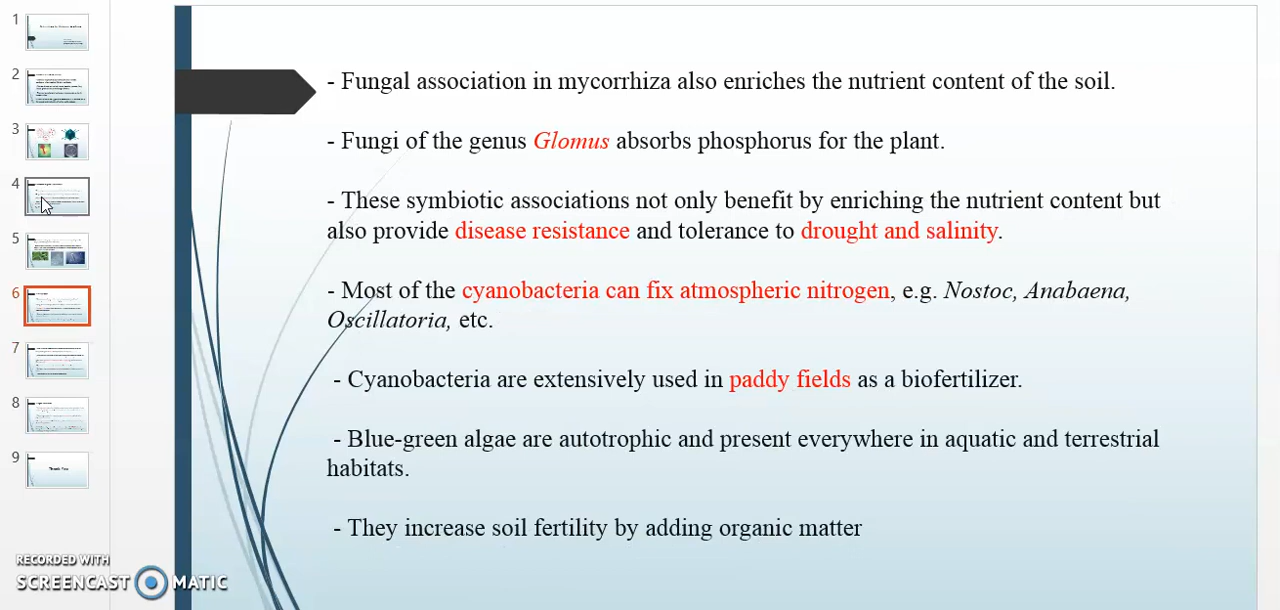 1
2
3
4
5
6
7
8
9
- Fungal association in mycorrhiza also enriches the nutrient content of the soil.
- Fungi of the genus Glomus absorbs phosphorus for the plant.
- These symbiotic associations not only benefit by enriching the nutrient content but
also provide disease resistance and tolerance to drought and salinity.
- Most of the cyanobacteria can fix atmospheric nitrogen, e.g. Nostoc, Anabaena,
Oscillatoria, etc.
- Cyanobacteria are extensively used in paddy fields as a biofertilizer.
- Blue-green algae are autotrophic and present everywhere in aquatic and terrestrial
habitats.
- They increase soil fertility by adding organic matter
RECORDED WITH
SCREENCAST MATIC